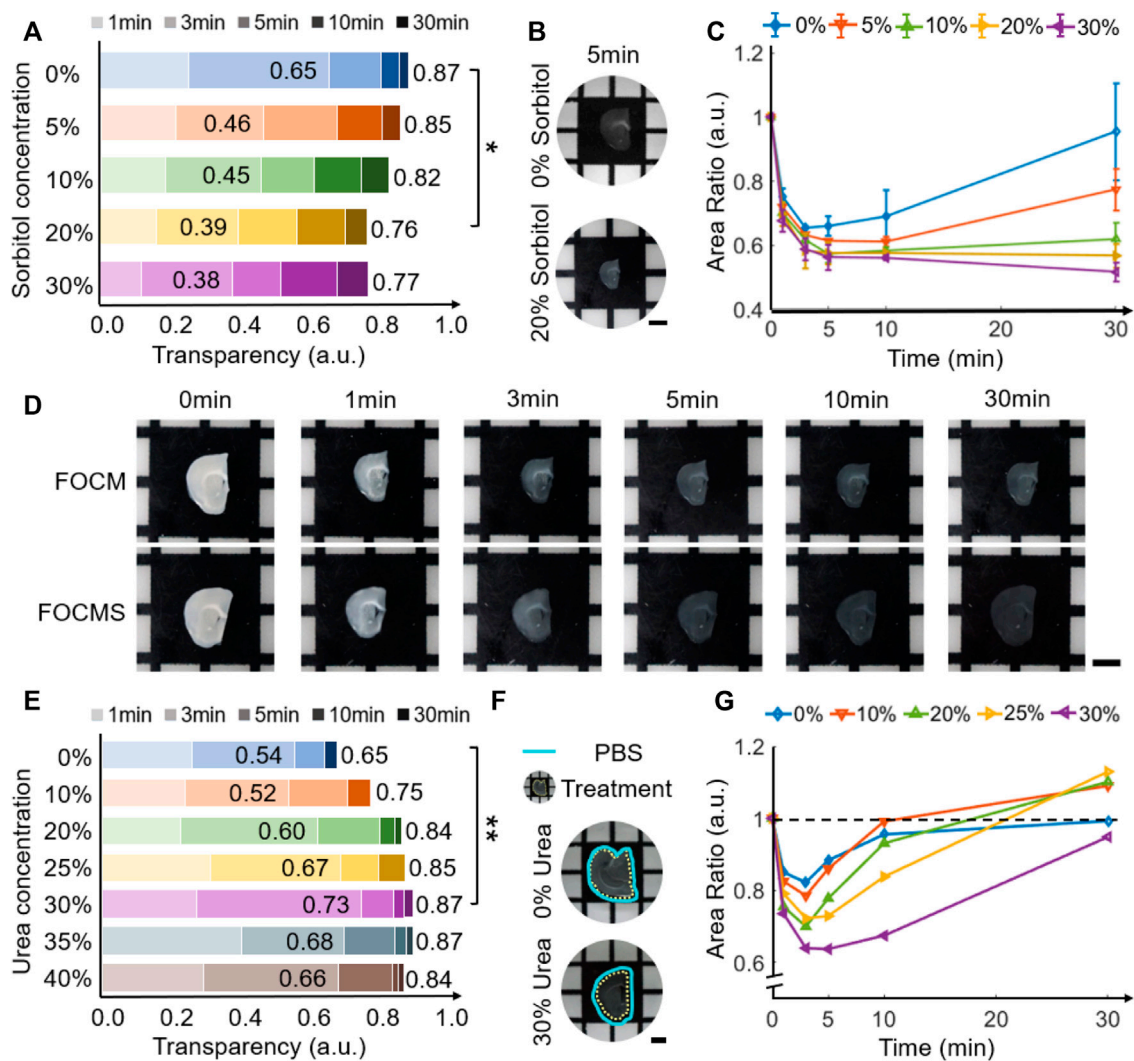 A
1min 3min 5min 10min 30min
Sorbitol concentration
0% 0.65 0.87
5% 0.46 0.85
10% 0.45 0.82
20% 0.39 0.76
30% 0.38 0.77
*
0.0 0.2 0.4 0.6 0.8 1.0
Transparency (a.u.)
B
5min
0% Sorbitol
20% Sorbitol
C
0% 5% 10% 20% 30%
Area Ratio (a.u.)
1
0.8
0.6
0.4
0 5 10 20 30
Time (min)
D
0min 1min 3min 5min 10min 30min
FOCM
FOCMS
E
1min 3min 5min 10min 30min
Urea concentration
0% 0.54 0.65
10% 0.52 0.75
20% 0.60 0.84
25% 0.67 0.85
30% 0.73 0.87
35% 0.68 0.87
40% 0.66 0.84
**
0.0 0.2 0.4 0.6 0.8 1.0
Transparency (a.u.)
F
PBS
Treatment
0% Urea
30% Urea
G
0% 10% 20% 25% 30%
Area Ratio (a.u.)
1.2
1
0.8
0.6
0 5 10 20 30
Time (min)